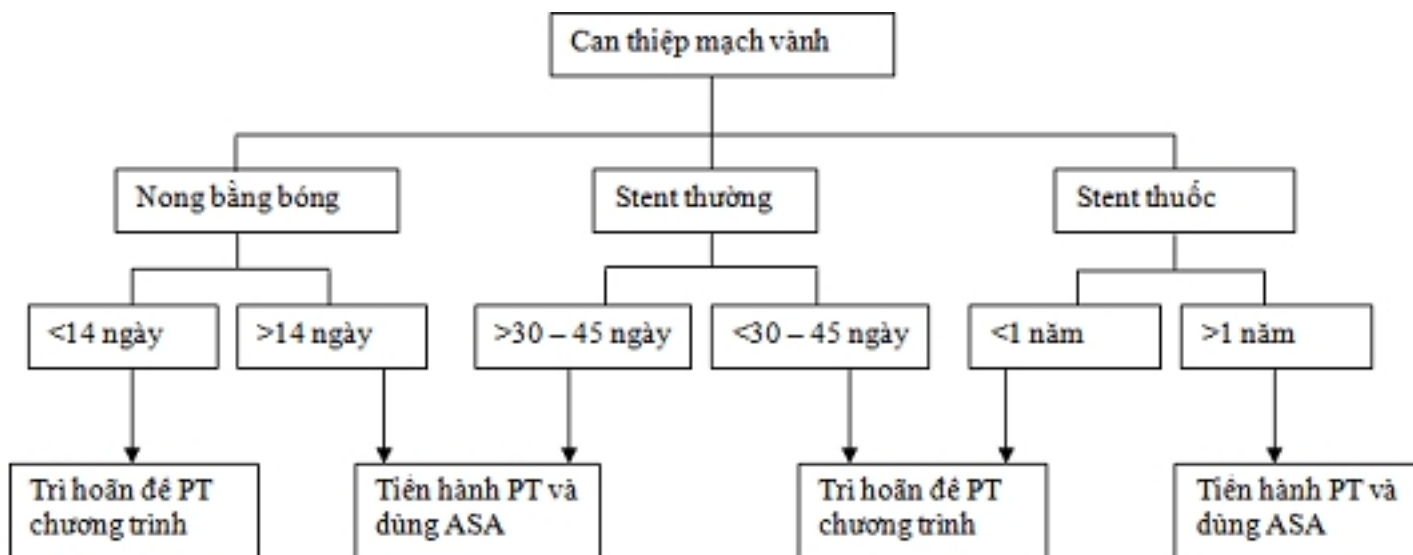 Can thiệp mạch vành
Nong bằng bóng
Stent thường
Stent thuốc
<14 ngày
>14 ngày
>30 – 45 ngày
<30 – 45 ngày
<1 năm
>1 năm
Trì hoãn để PT
chương trình
Tiến hành PT và
dùng ASA
Trì hoãn để PT
chương trình
Tiến hành PT và
dùng ASA